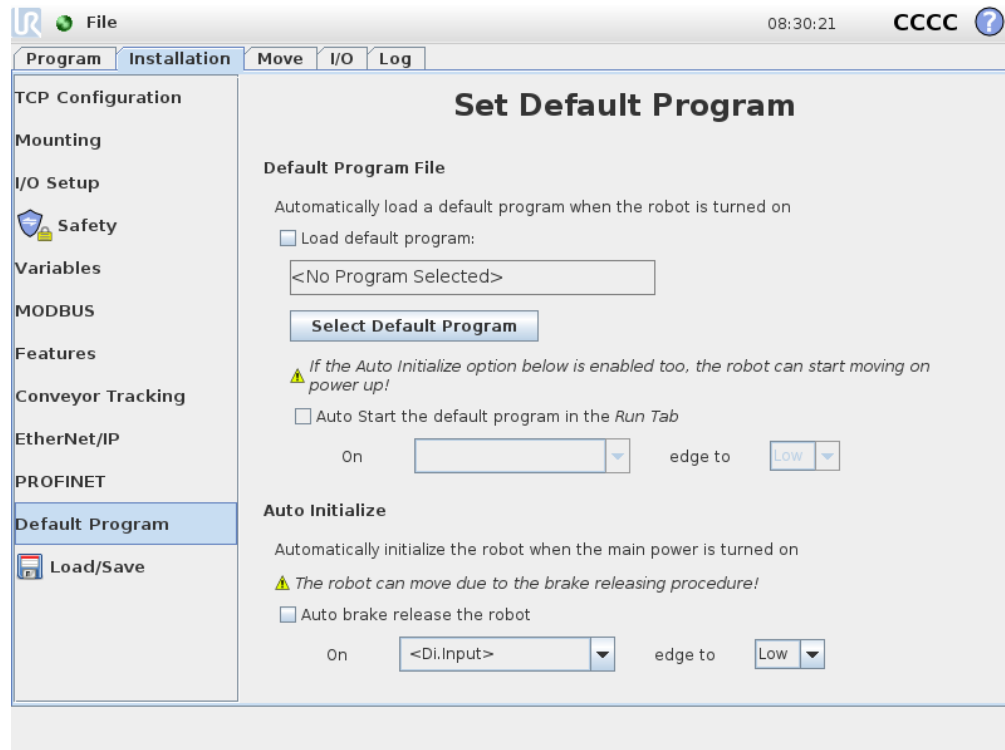 UR File 08:30:21 CCCC ?
Program Installation Move I/O Log
TCP Configuration
Mounting
I/O Setup
Safety
Variables
MODBUS
Features
Conveyor Tracking
EtherNet/IP
PROFINET
Default Program
Load/Save
Set Default Program
Default Program File
Automatically load a default program when the robot is turned on
Load default program:
<No Program Selected>
Select Default Program
If the Auto Initialize option below is enabled too, the robot can start moving on
power up!
Auto Start the default program in the Run Tab
On edge to Low
Auto Initialize
Automatically initialize the robot when the main power is turned on
The robot can move due to the brake releasing procedure!
Auto brake release the robot
On <Di.Input> edge to Low